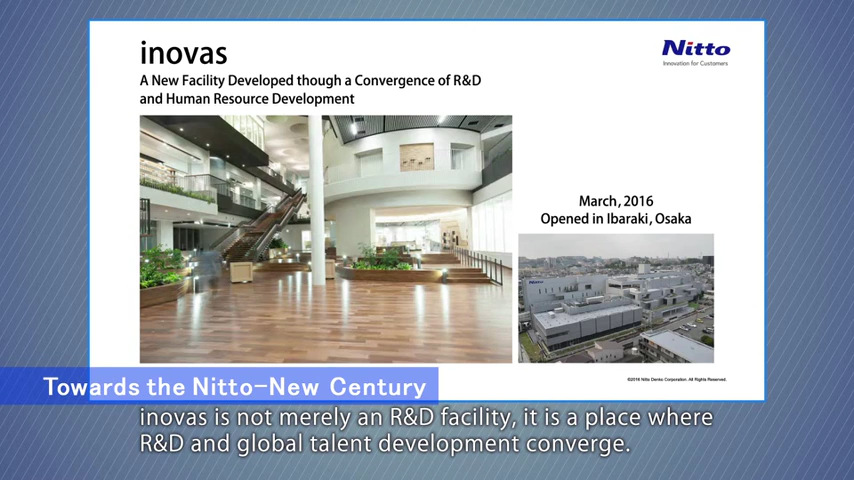 inovas
Nitto
Innovation for Customers
A New Facility Developed though a Convergence of R&D
and Human Resource Development
March, 2016
Opened in Ibaraki, Osaka
Nitto
©2016 Nitto Denko Corporation. All Rights Reserved.
Towards the Nitto-New Century
inovas is not merely an R&D facility, it is a place where
R&D and global talent development converge.